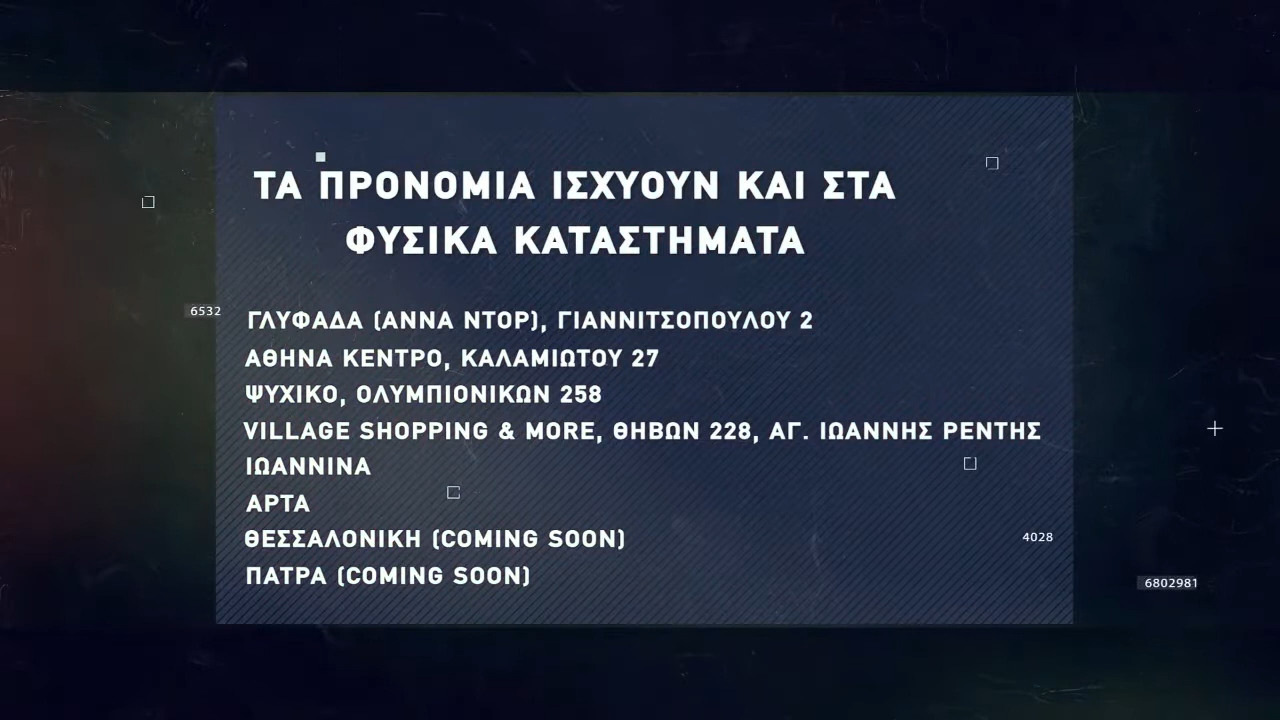 ΤΑ ΠΡΟΝΟΜΙΑ ΙΣΧΥΟΥΝ ΚΑΙ ΣΤΑ
ΦΥΣΙΚΑ ΚΑΤΑΣΤΗΜΑΤΑ
6532
ΓΛΥΦΑΔΑ (ΑΝΝΑ ΝΤΟΡ), ΓΙΑΝΝΙΤΣΟΠΟΥΛΟΥ 2
ΑΘΗΝΑ ΚΕΝΤΡΟ, ΚΑΛΑΜΙΩΤΟΥ 27
ΨΥΧΙΚΟ, ΟΛΥΜΠΙΟΝΙΚΩΝ 258
VILLAGE SHOPPING & MORE, ΘΗΒΩΝ 228, ΑΓ. ΙΩΑΝΝΗΣ ΡΕΝΤΗΣ
ΙΩΑΝΝΙΝΑ
ΑΡΤΑ
ΘΕΣΣΑΛΟΝΙΚΗ (COMING SOON)
4028
ΠΑΤΡΑ (COMING SOON)
6802981